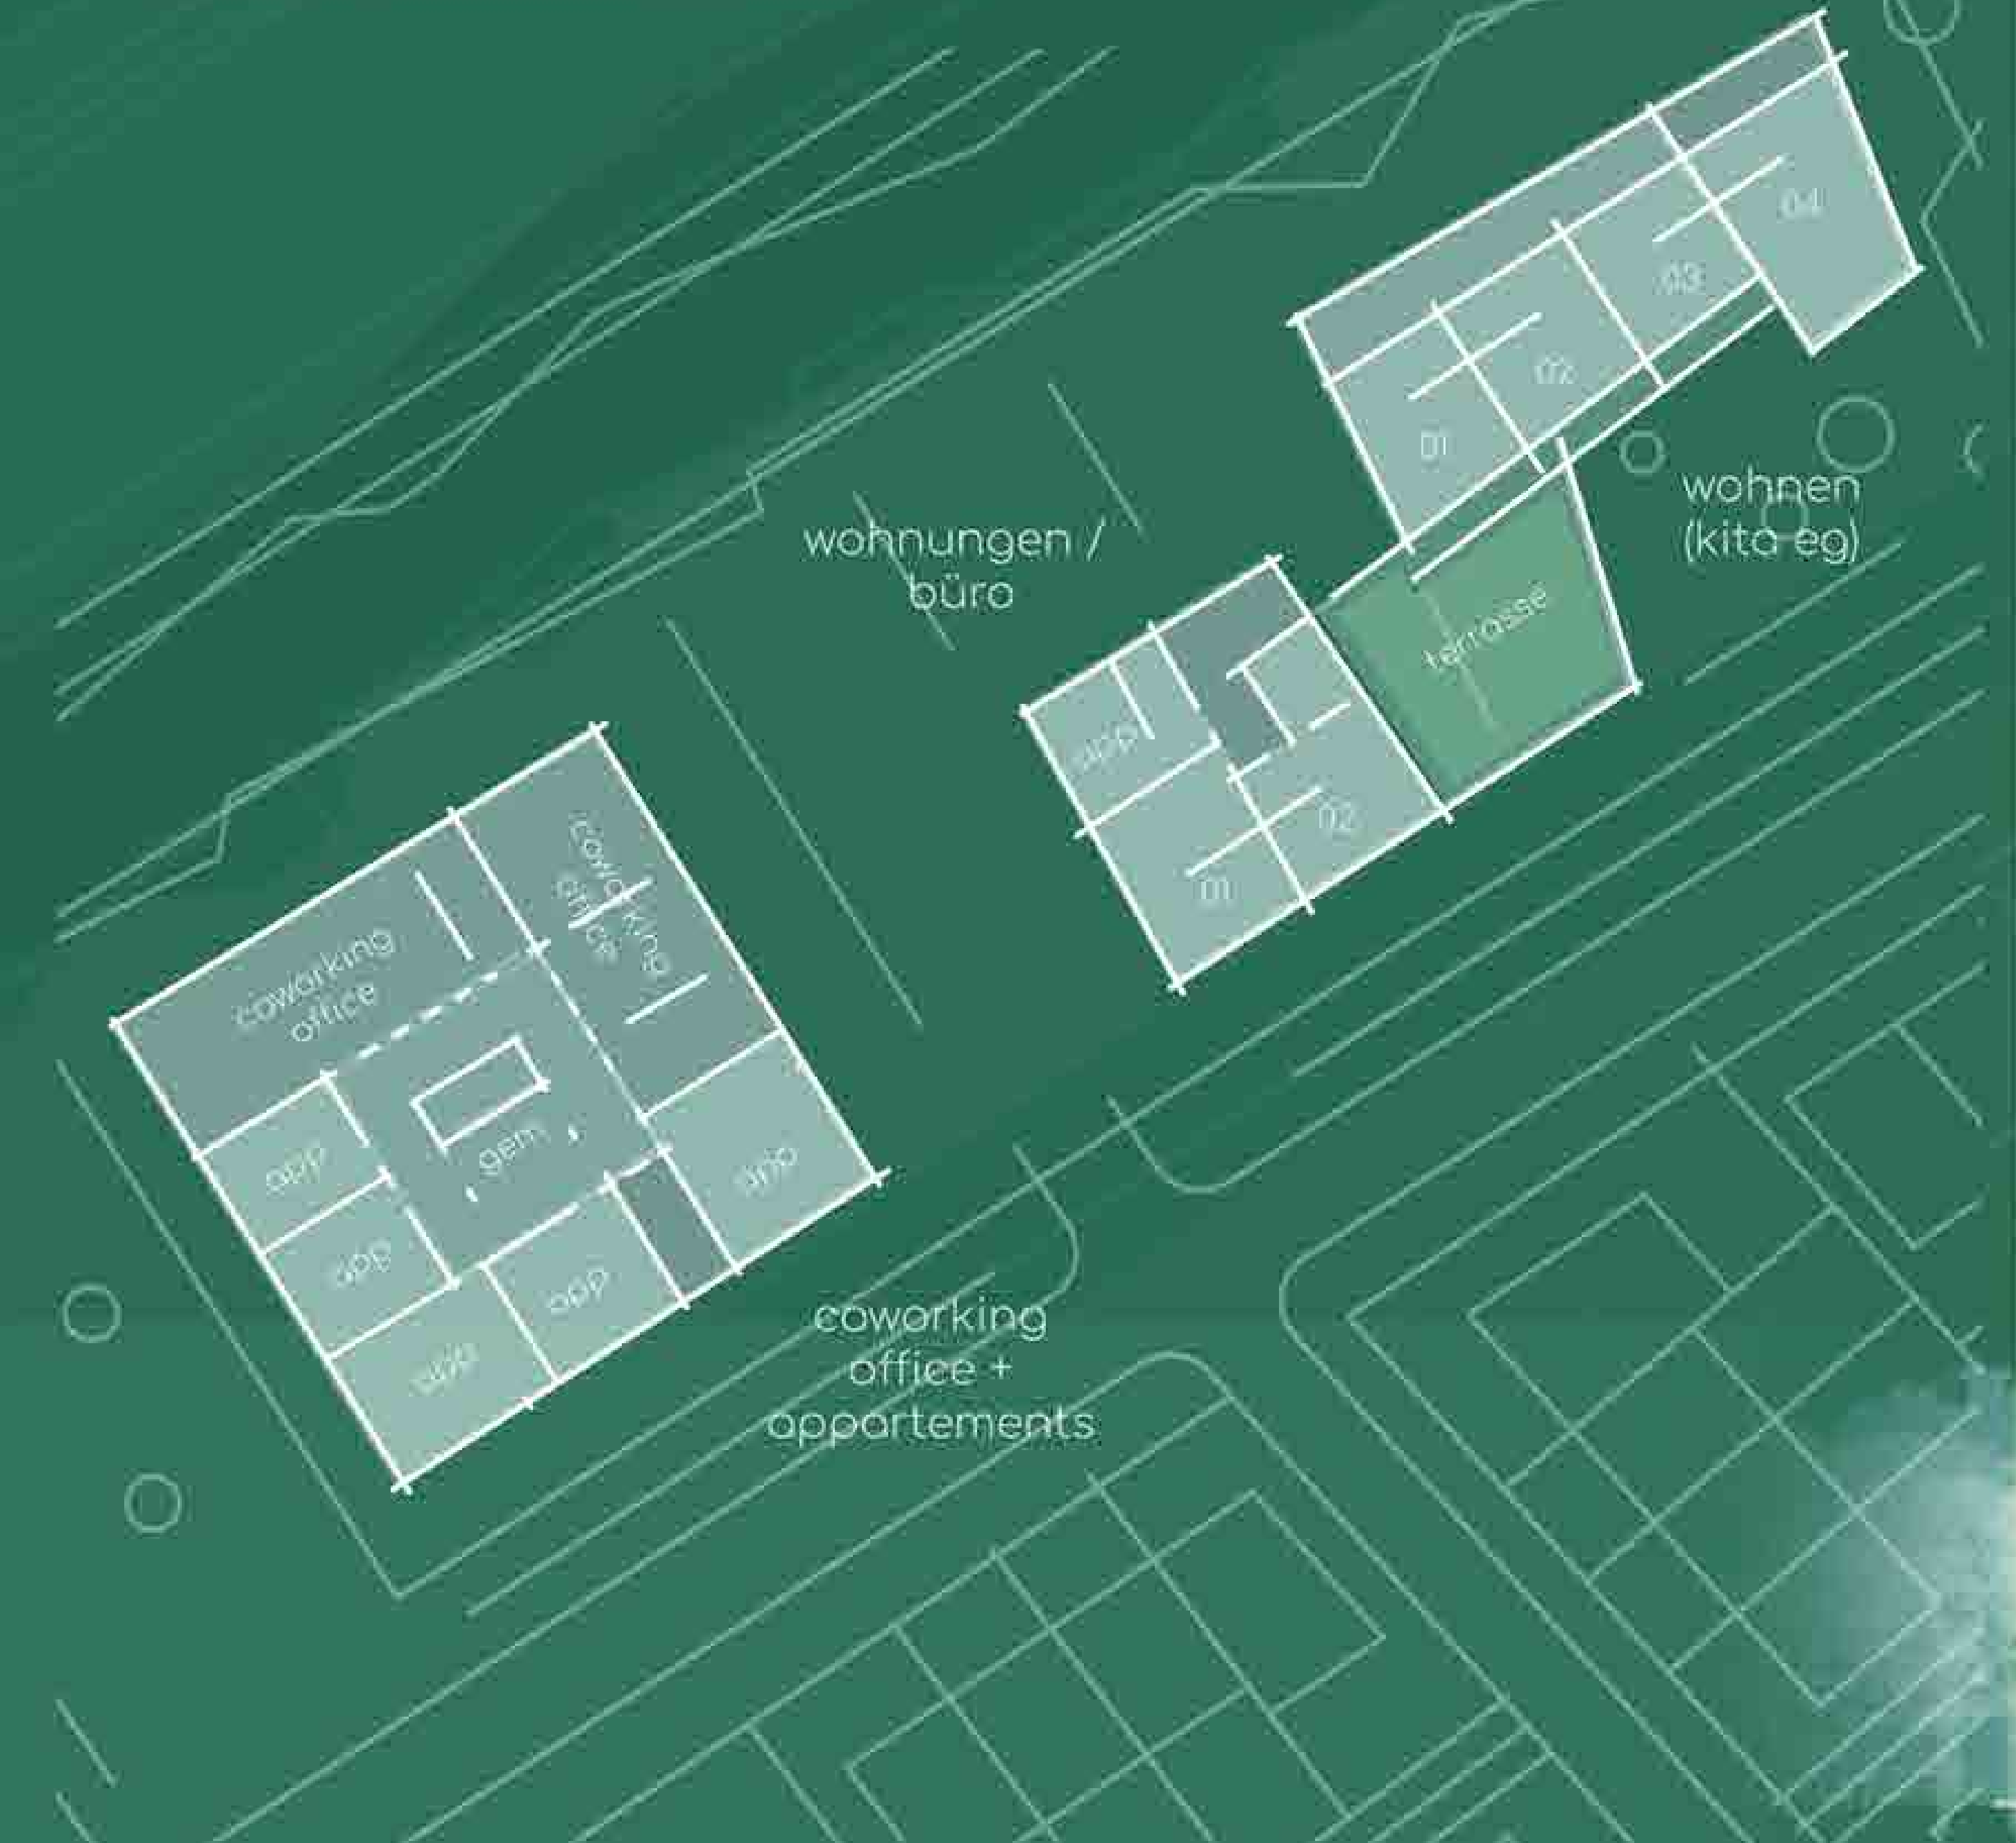 04
03
02
01
wohnen
(kita eg)
wohnungen /
büro
terrasse
app
02
01
coworking
office
coworking
office
gem.
app
app
app
app
app
coworking
office +
appartements